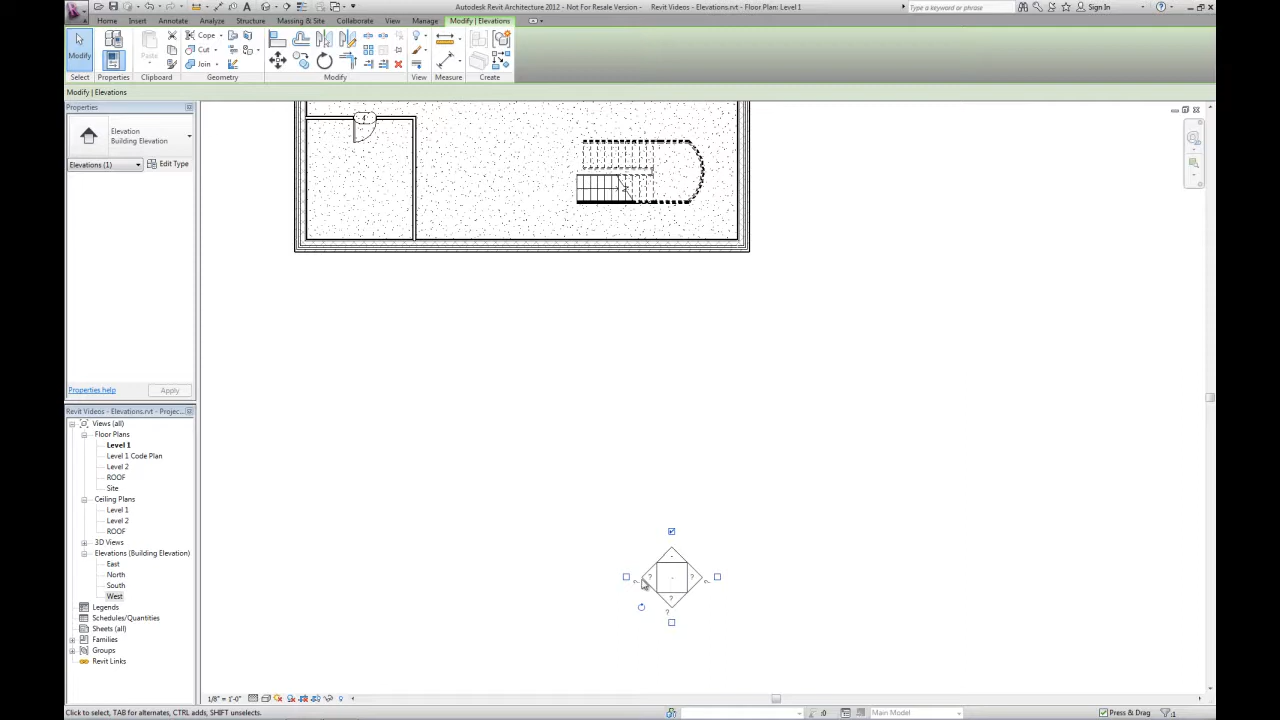 Autodesk Revit Architecture 2012 - Not For Resale Version - Revit Videos - Elevations.rvt - Floor Plan: Level 1
Type a keyword or phrase
Sign In
Home Insert Annotate Analyze Structure Massing & Site Collaborate View Manage Modify | Elevations
Cope
Cut
Join
Modify
Properties
Paste
Select Properties Clipboard Geometry Modify View Measure Create
Modify | Elevations
Properties
Elevation
Building Elevation
Elevations (1)
Edit Type
Properties help
Apply
Revit Videos - Elevations.rvt - Projec...
Views (all)
Floor Plans
Level 1
Level 1 Code Plan
Level 2
ROOF
Site
Ceiling Plans
Level 1
Level 2
ROOF
3D Views
Elevations (Building Elevation)
East
North
South
West
Legends
Schedules/Quantities
Sheets (all)
Families
Groups
Revit Links
4
? ?
?
?
1/8" = 1'-0"
Click to select, TAB for alternates, CTRL adds, SHIFT unselects.
:0
Main Model
Press & Drag
:1